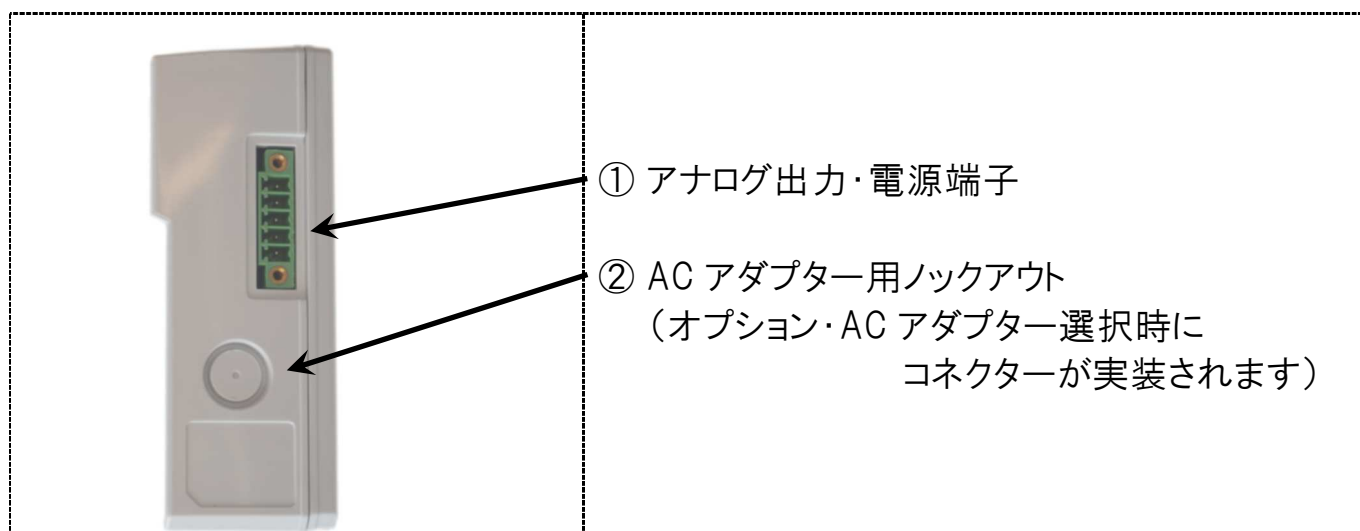 ① アナログ出力・電源端子
② AC アダプター用ノックアウト
（オプション・AC アダプター選択時に
コネクターが実装されます）